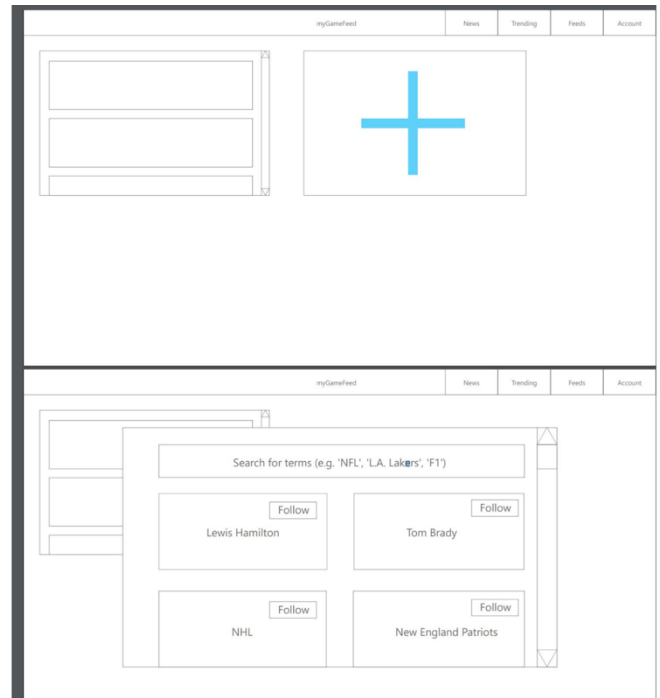 myGameFeed News Trending Feeds Account
myGameFeed News Trending Feeds Account
Search for terms (e.g. 'NFL', 'L.A. Lakers', 'F1')
Follow Follow
Lewis Hamilton Tom Brady
Follow Follow
NHL New England Patriots